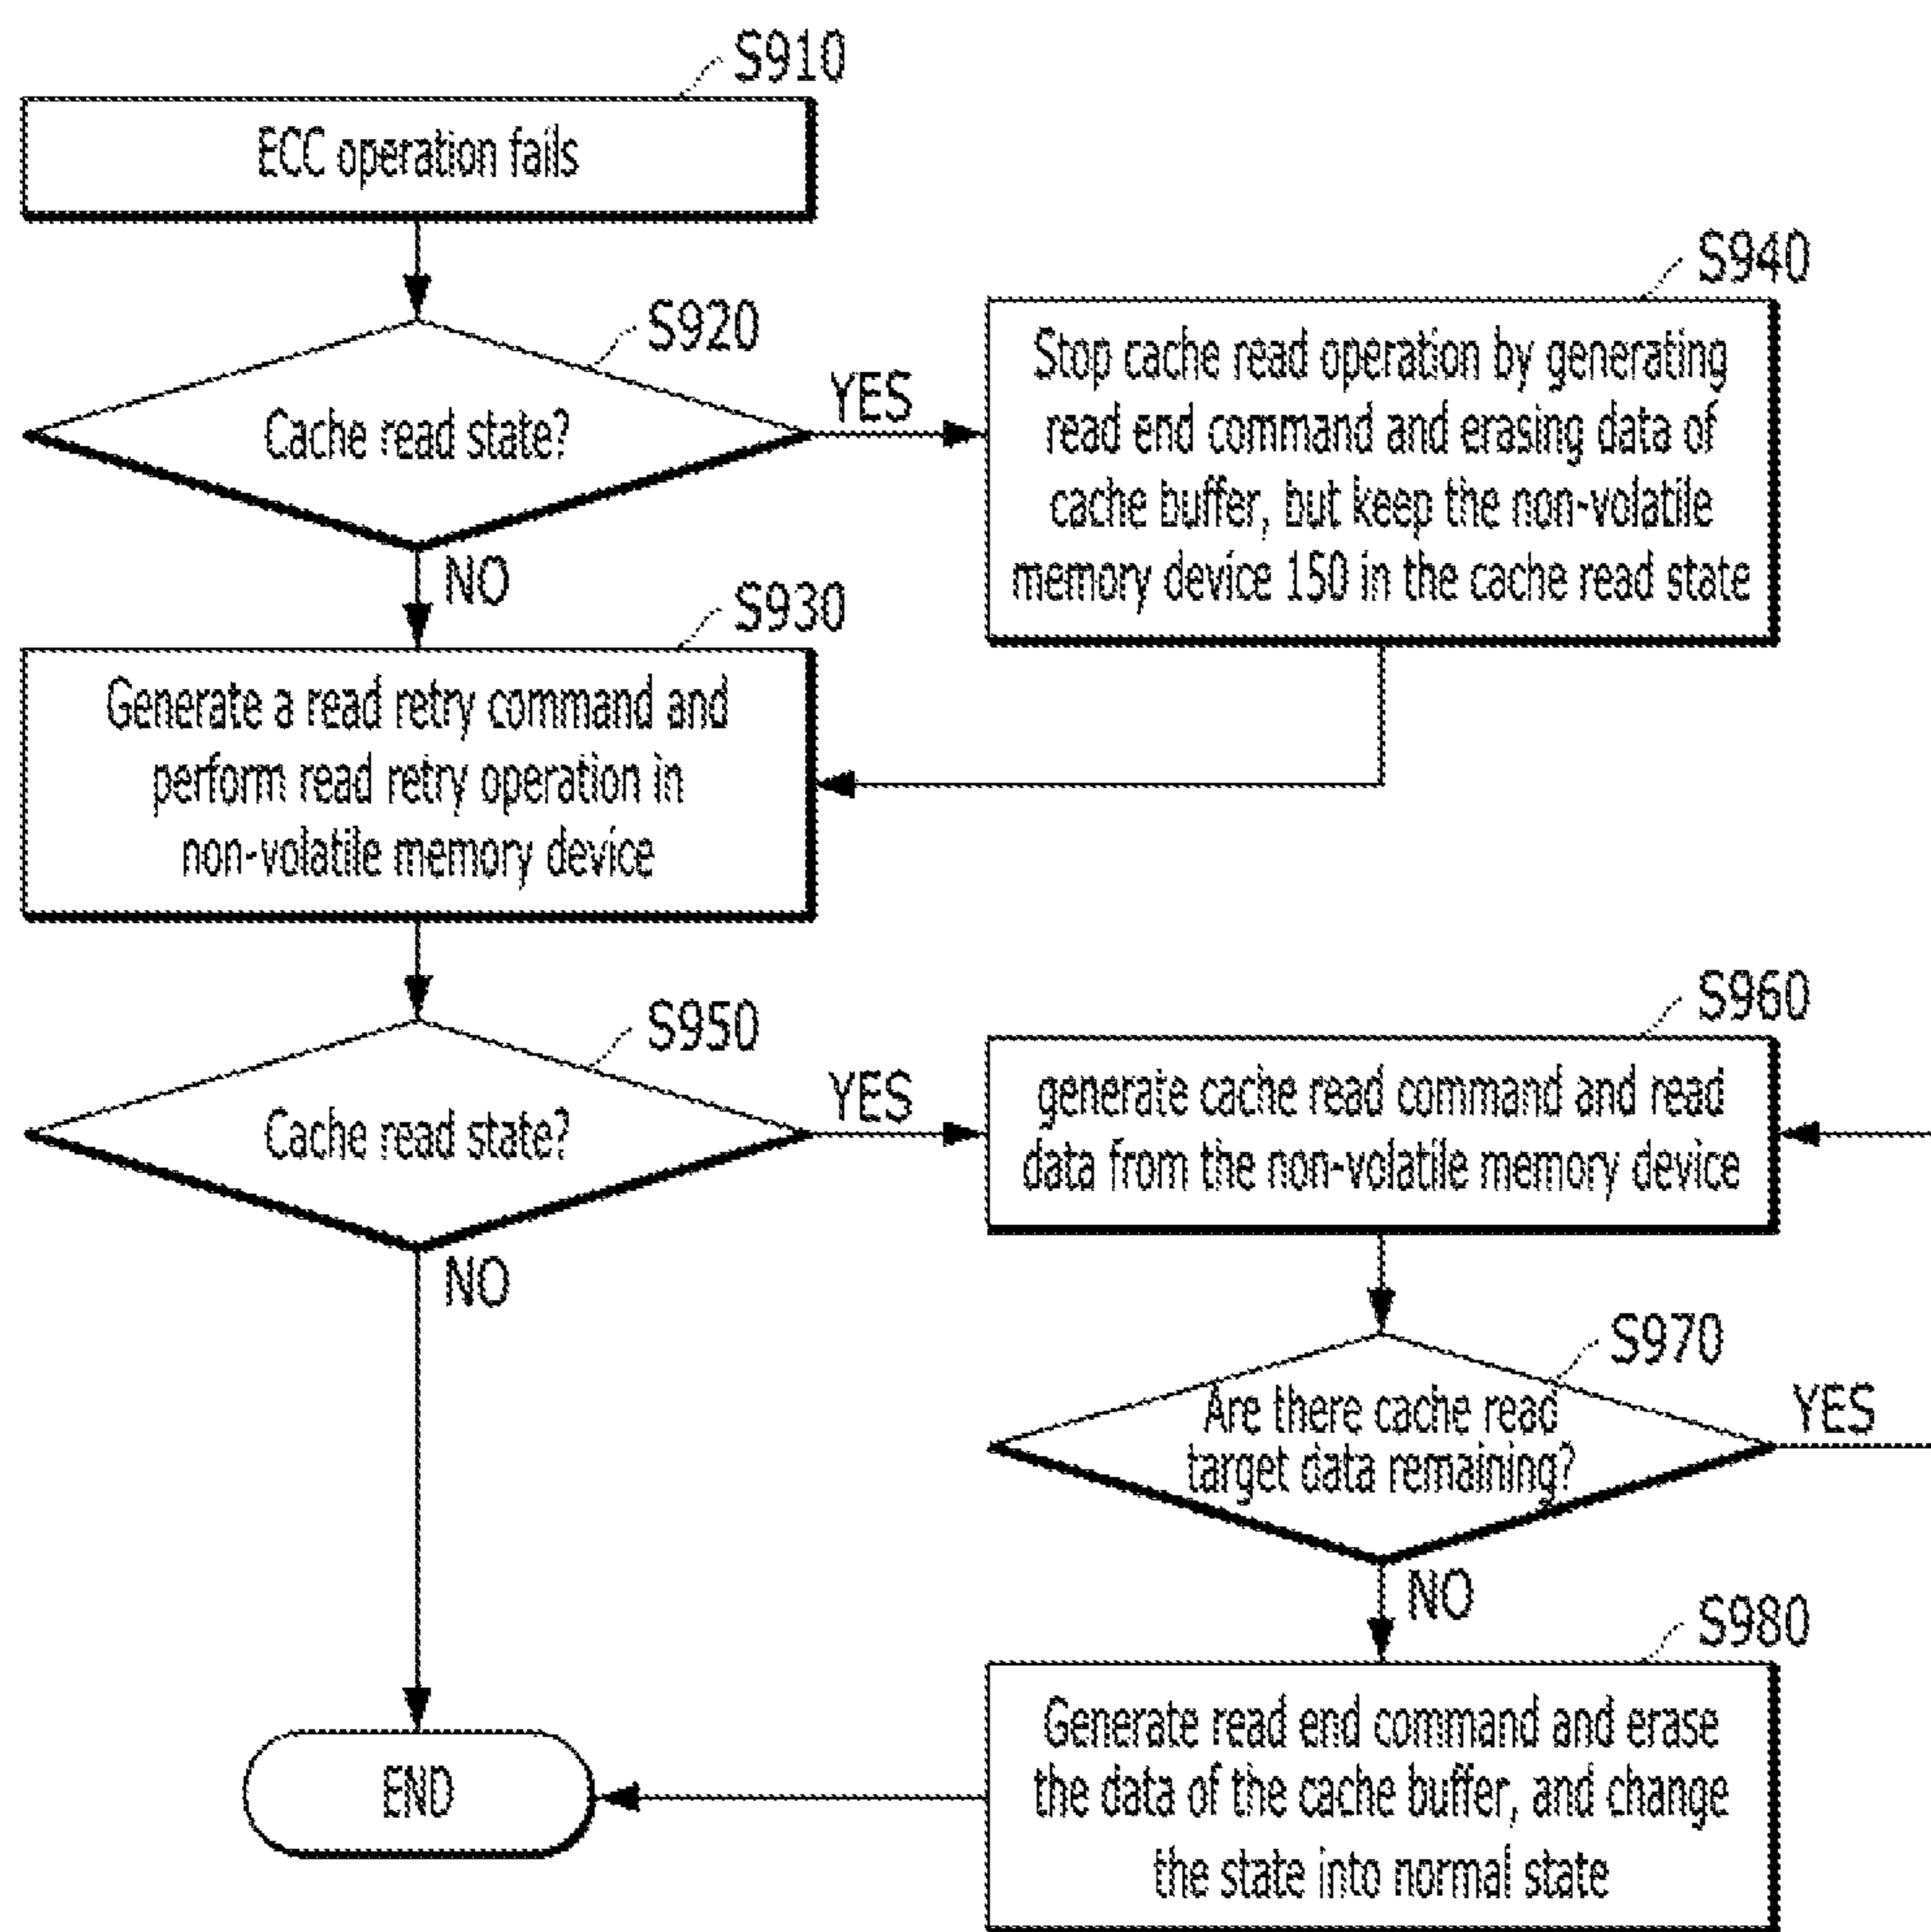 S910
ECC operation fails
S920
Cache read state?
YES
NO
S940
Stop cache read operation by generating
read end command and erasing data of
cache buffer, but keep the non-volatile
memory device 150 in the cache read state
S930
Generate a read retry command and
perform read retry operation in
non-volatile memory device
S950
Cache read state?
YES
NO
S960
generate cache read command and read
data from the non-volatile memory device
S970
Are there cache read
target data remaining?
YES
NO
S980
Generate read end command and erase
the data of the cache buffer, and change
the state into normal state
END